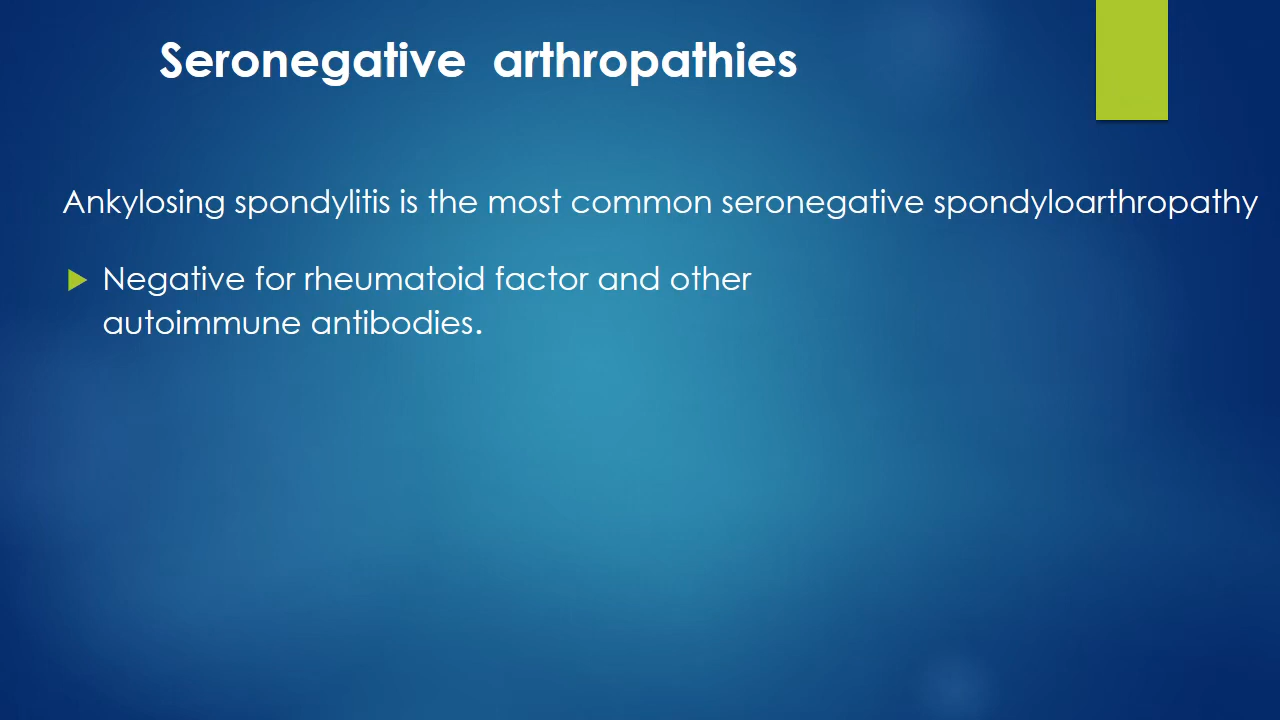 Seronegative arthropathies
Ankylosing spondylitis is the most common seronegative spondyloarthropathy
Negative for rheumatoid factor and other
autoimmune antibodies.